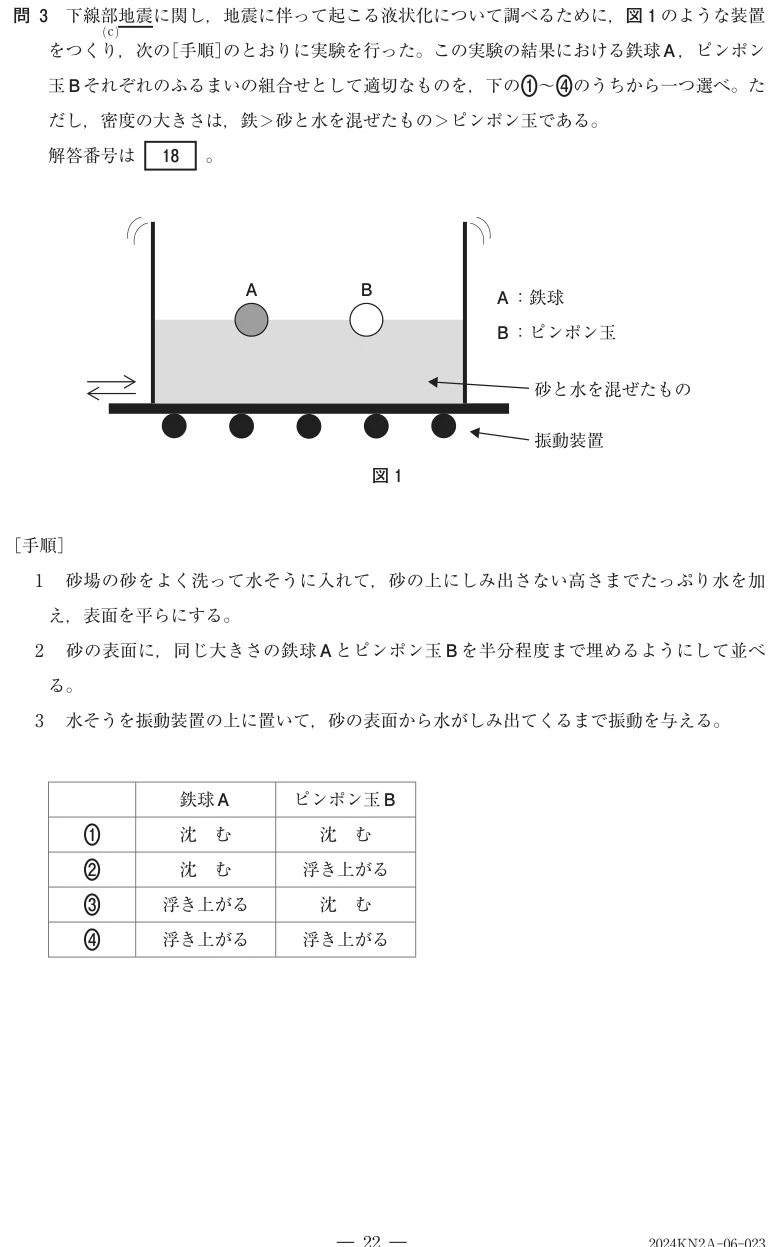 問 3 下線部地震に関し，地震に伴って起こる液状化について調べるために，図1のような装置
(c)
をつくり，次の[手順]のとおりに実験を行った。この実験の結果における鉄球A，ピンポン
玉Bそれぞれのふるまいの組合せとして適切なものを，下の①～④のうちから一つ選べ。た
だし，密度の大きさは，鉄＞砂と水を混ぜたもの＞ピンポン玉である。
解答番号は 18 。
A
B
A：鉄球
B：ピンポン玉
砂と水を混ぜたもの
振動装置
図1
[手順]
1 砂場の砂をよく洗って水そうに入れて，砂の上にしみ出さない高さまでたっぷり水を加
え，表面を平らにする。
2 砂の表面に，同じ大きさの鉄球AとピンポンBを半分程度まで埋めるようにして並べ
る。
3 水そうを振動装置の上に置いて，砂の表面から水がしみ出てくるまで振動を与える。
鉄球A ピンポン玉B
① 沈 む 沈 む
② 沈 む 浮き上がる
③ 浮き上がる 沈 む
④ 浮き上がる 浮き上がる
― 22 ―
2024KN2A-06-023